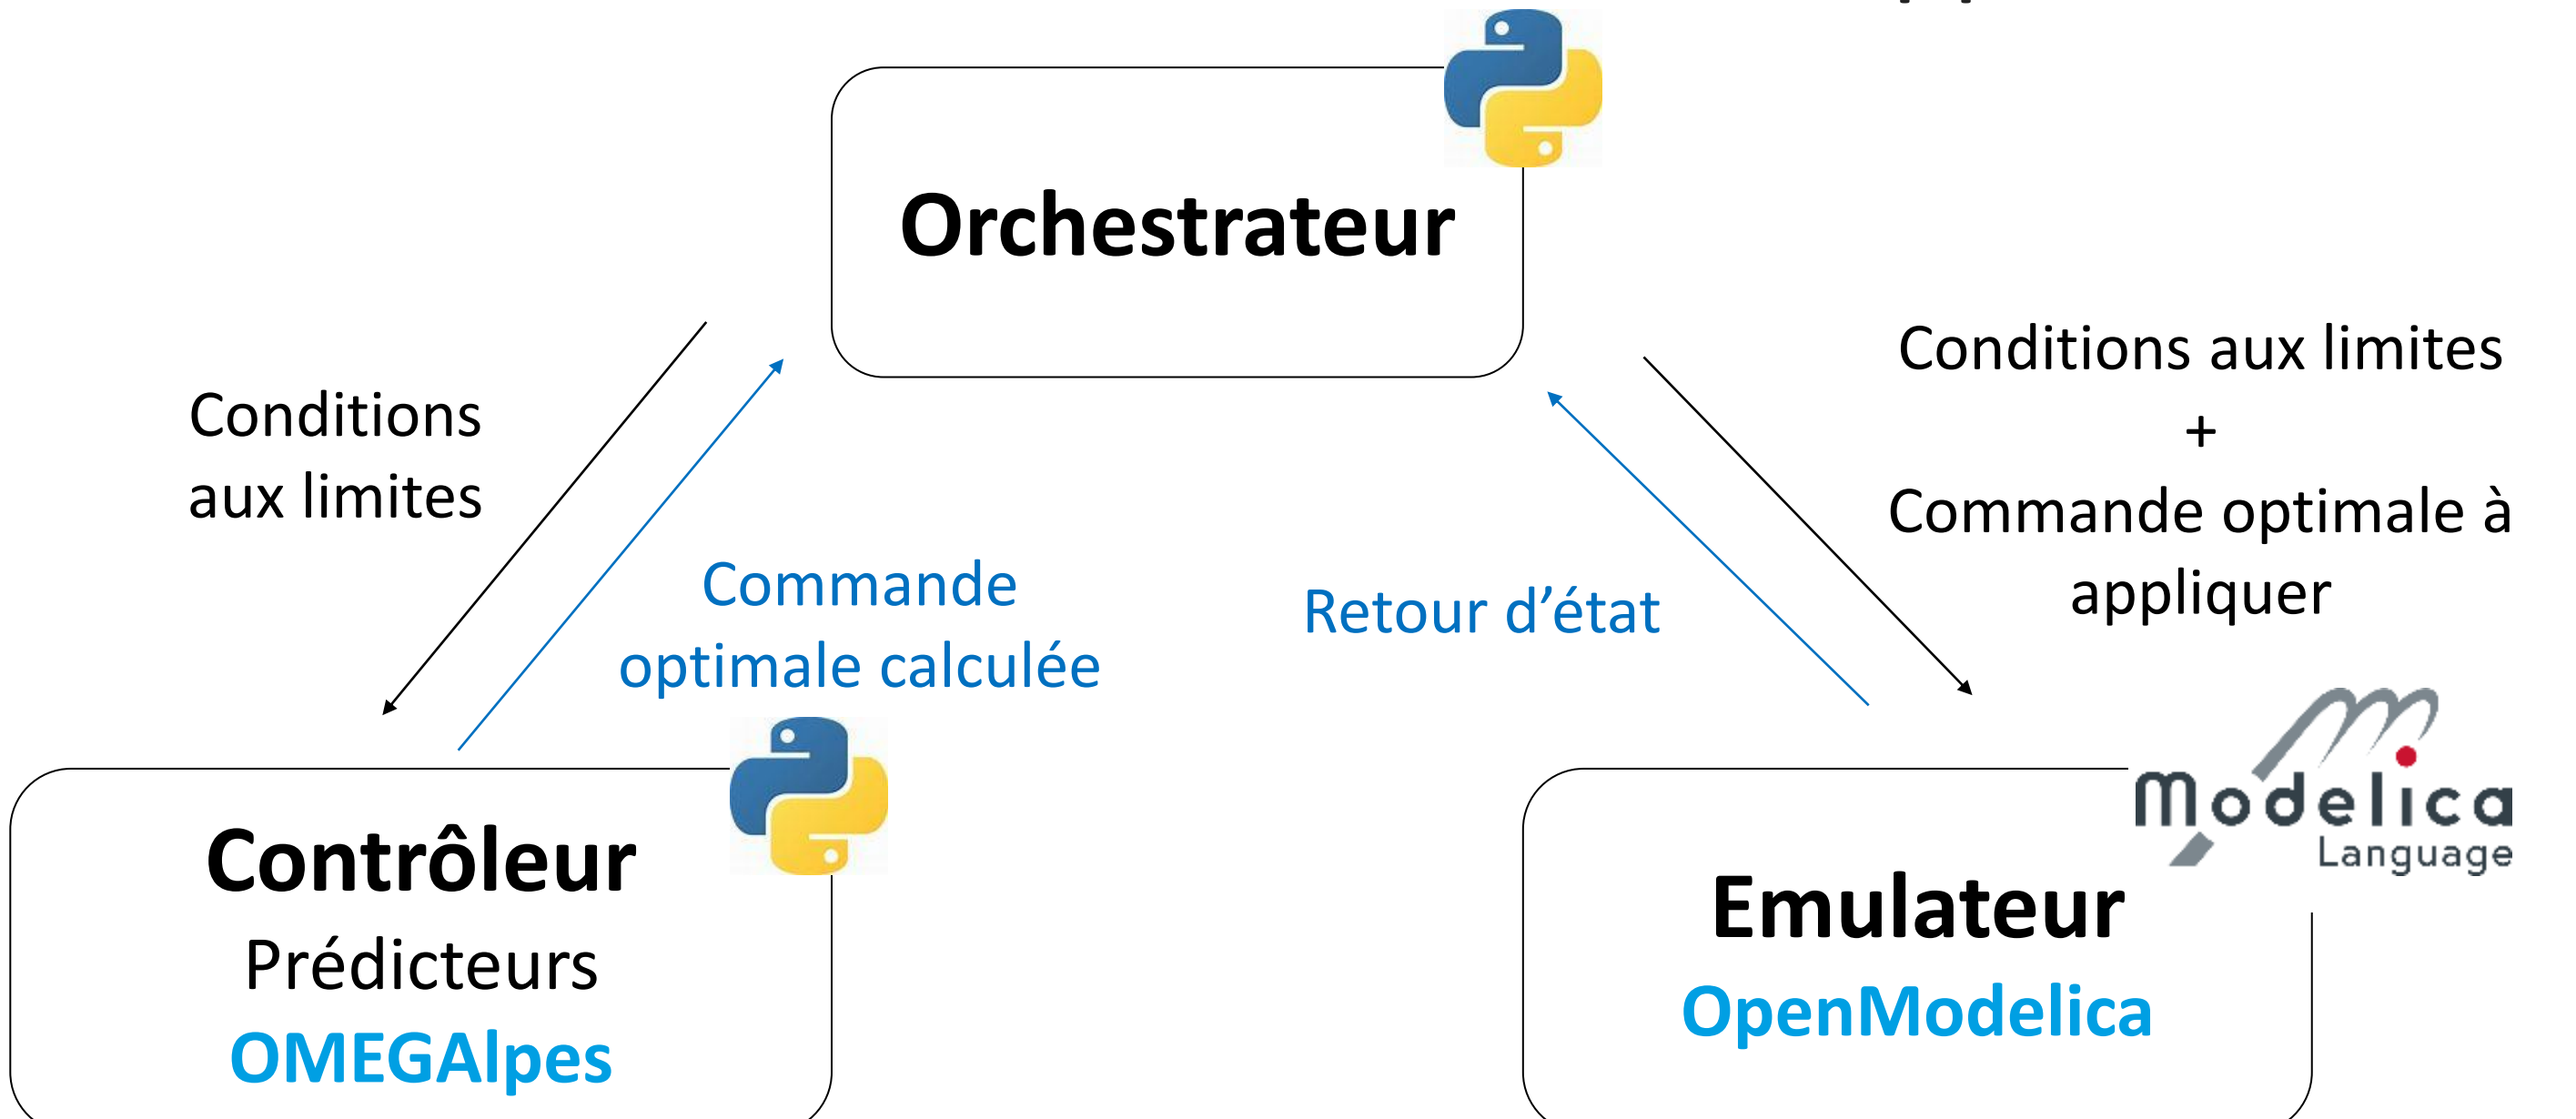 Orchestrateur
Conditions
aux limites
Commande
optimale calculée
Retour d’état
Conditions aux limites
+
Commande optimale à
appliquer
Contrôleur
Prédicteurs
OMEGAlpes
modelica
Language
Emulateur
OpenModelica